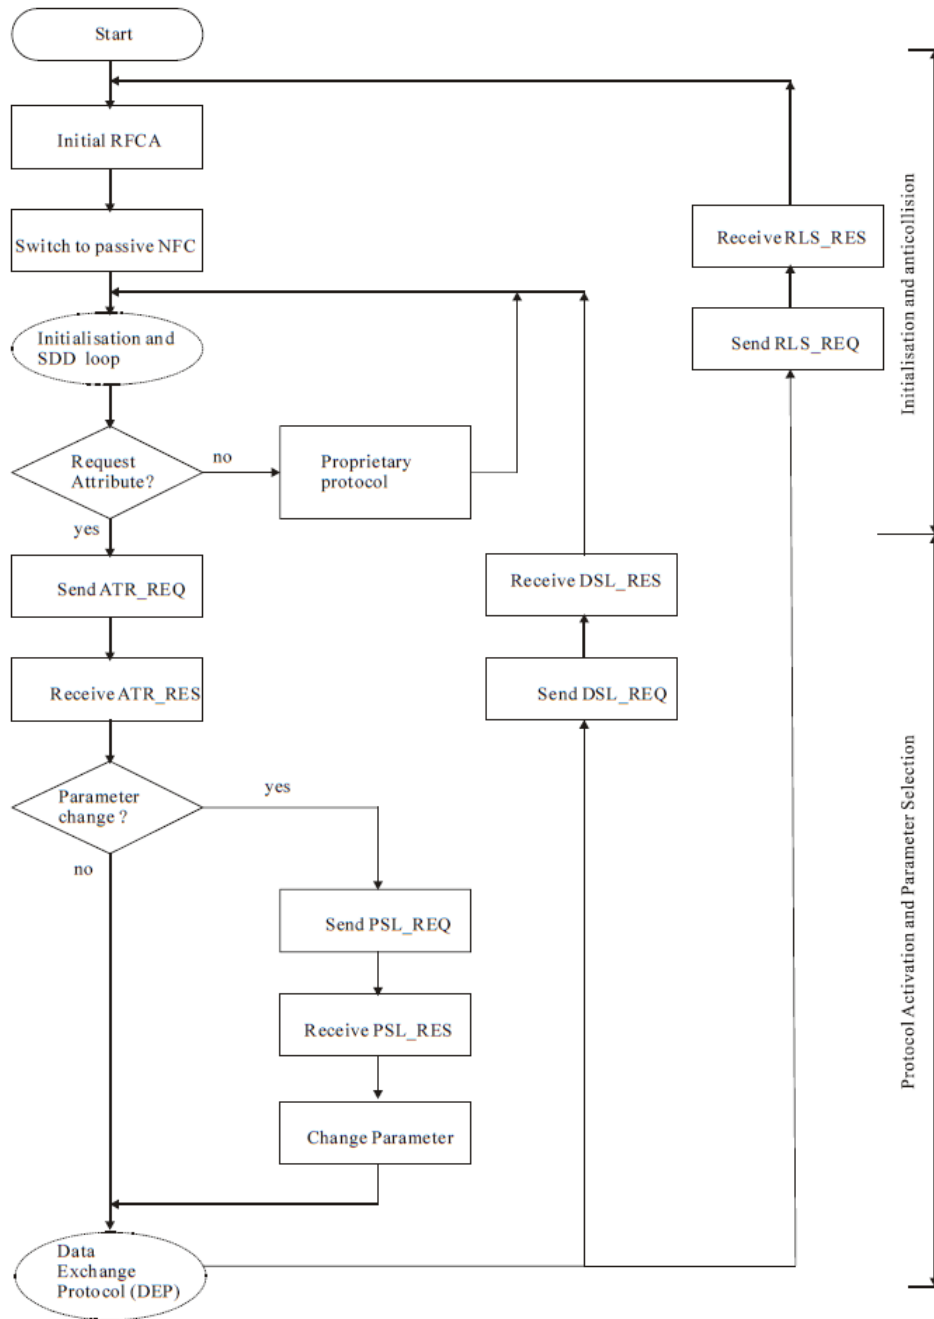 Start
Initial RFCA
Switch to passive NFC
Receive RLS_RES
Send RLS_REQ
Initialisation and
SDD loop
Request
Attribute?
no
Proprietary
protocol
yes
Send ATR_REQ
Receive DSL_RES
Receive ATR_RES
Send DSL_REQ
Parameter
change ?
yes
no
Send PSL_REQ
Receive PSL_RES
Change Parameter
Data
Exchange
Protocol (DEP)
Initialisation and anticollision
Protocol Activation and Parameter Selection